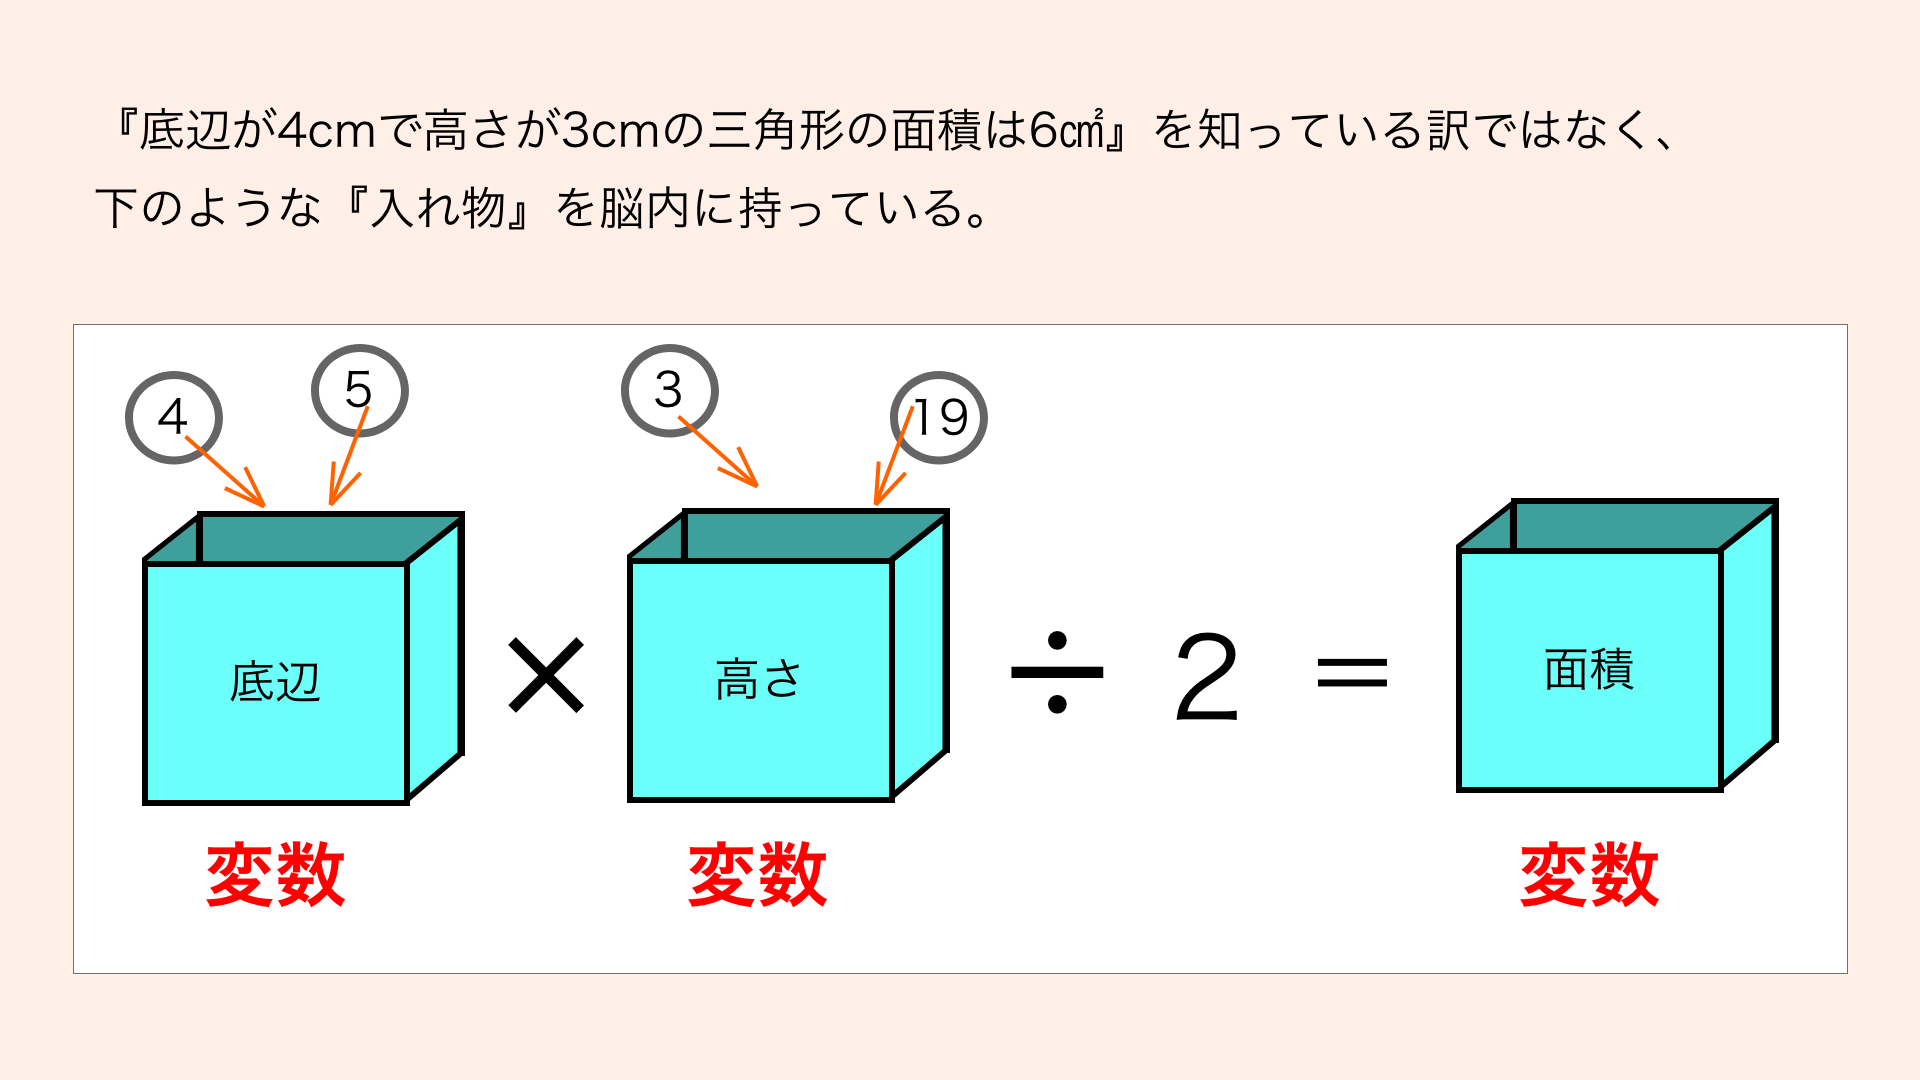 『底辺が4cmで高さが3cmの三角形の面積は6㎠』を知っている訳ではなく、
下のような『入れ物』を脳内に持っている。
4 5 3 19
底辺 × 高さ ÷ 2 = 面積
変数 変数 変数